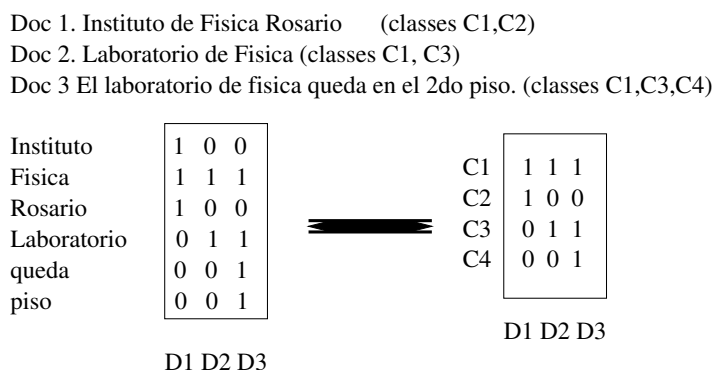 Doc 1. Instituto de Fisica Rosario (classes C1,C2)
Doc 2. Laboratorio de Fisica (classes C1, C3)
Doc 3 El laboratorio de fisica queda en el 2do piso. (classes C1,C3,C4)
Instituto 1 0 0
Fisica 1 1 1
Rosario 1 0 0
Laboratorio 0 1 1
queda 0 0 1
piso 0 0 1
D1 D2 D3
C1 1 1 1
C2 1 0 0
C3 0 1 1
C4 0 0 1
D1 D2 D3